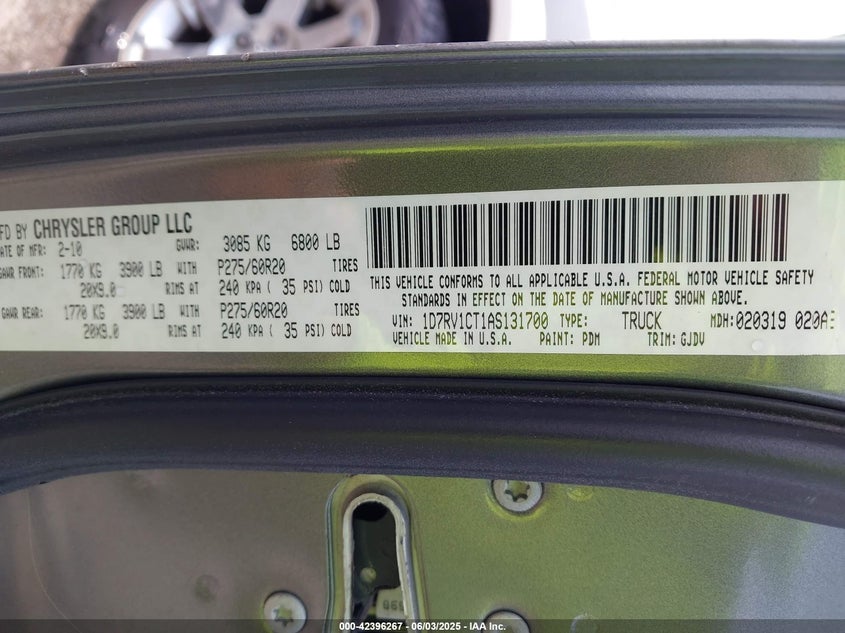 FD BY CHRYSLER GROUP LLC
DATE OF MFR: 2-10 GVWR: 3085 KG 6800 LB
GAWR FRONT: 1770 KG 3900 LB WITH P275/60R20 TIRES
20X9.0 RIMS AT 240 KPA ( 35 PSI) COLD
GAWR REAR: 1770 KG 3900 LB WITH P275/60R20 TIRES
20X9.0 RIMS AT 240 KPA ( 35 PSI) COLD
THIS VEHICLE CONFORMS TO ALL APPLICABLE U.S.A. FEDERAL MOTOR VEHICLE SAFETY
STANDARDS IN EFFECT ON THE DATE OF MANUFACTURE SHOWN ABOVE.
VIN: 1D7RV1CT1AS131700 TYPE: TRUCK MDH:020319 020A
VEHICLE MADE IN U.S.A. PAINT: PDM TRIM: GJDV
000-42396267 - 06/03/2025 - IAA Inc.